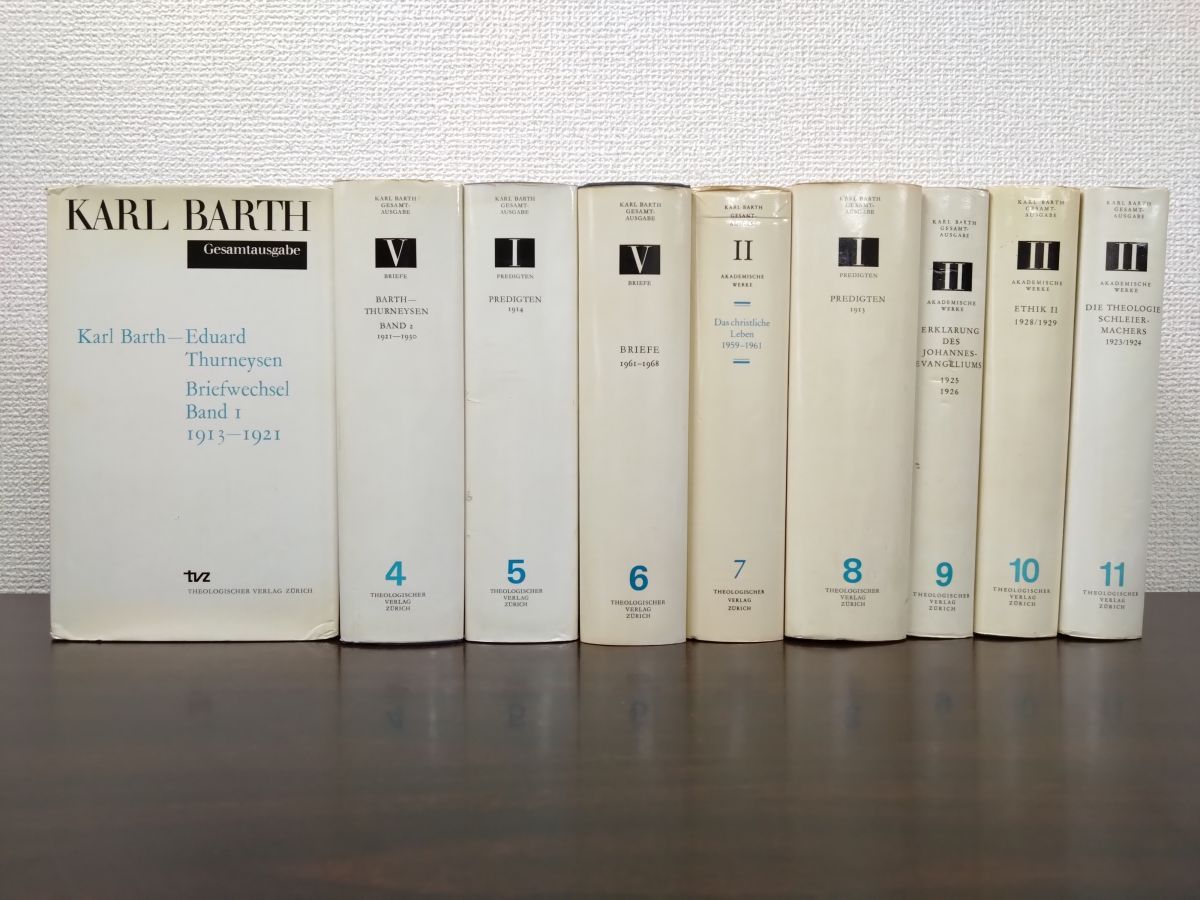 KARL BARTH
Gesamtausgabe
Karl Barth—Eduard
Thurneysen
Briefwechsel
Band 1
1913—1921
tvz
THEOLOGISCHER VERLAG ZÜRICH
KARL BARTH
GESAMT-
AUSGABE
V
BRIEFE
BARTH—
THURNEYSEN
BAND 2
1921—1930
4
THEOLOGISCHER
VERLAG
ZÜRICH
KARL BARTH
GESAMT-
AUSGABE
I
PREDIGTEN
PREDIGTEN
1914
5
THEOLOGISCHER
VERLAG
ZÜRICH
KARL BARTH
GESAMT-
AUSGABE
V
BRIEFE
BRIEFE
1961—1968
6
THEOLOGISCHER
VERLAG
ZÜRICH
KARL BARTH
GESAMT-
AUSGABE
II
AKADEMISCHE
WERKE
Das christliche
Leben
1959—1961
7
THEOLOGISCHER
VERLAG
ZÜRICH
KARL BARTH
GESAMT-
AUSGABE
I
PREDIGTEN
PREDIGTEN
1913
8
THEOLOGISCHER
VERLAG
ZÜRICH
KARL BARTH
GESAMT-
AUSGABE
II
AKADEMISCHE
WERKE
ERKLÄRUNG
DES
JOHANNES-
EVANGELIUMS
1925
1926
9
THEOLOGISCHER
VERLAG
ZÜRICH
KARL BARTH
GESAMT-
AUSGABE
II
AKADEMISCHE
WERKE
ETHIK II
1928/1929
10
THEOLOGISCHER
VERLAG
ZÜRICH
KARL BARTH
GESAMT-
AUSGABE
II
AKADEMISCHE
WERKE
DIE THEOLOGIE
SCHLEIER-
MACHERS
1923/1924
11
THEOLOGISCHER
VERLAG
ZÜRICH